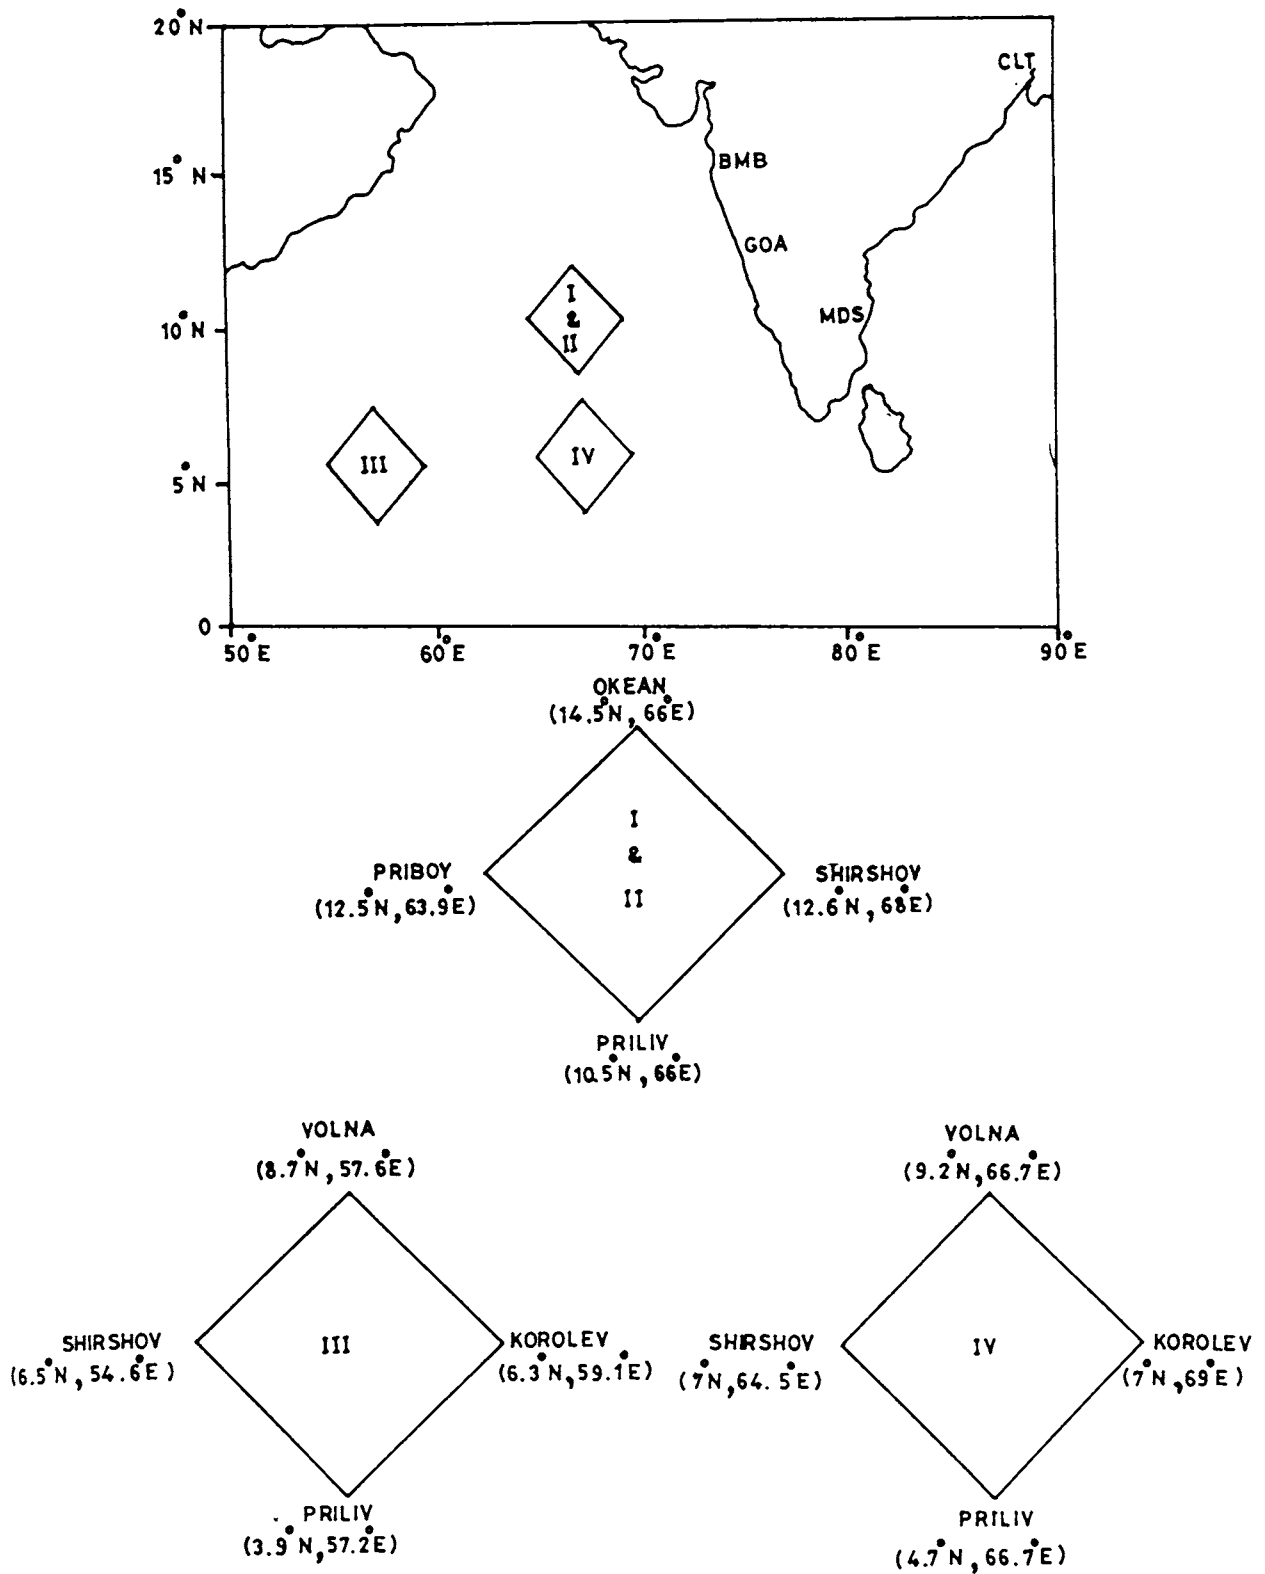 20°N
CLT
15°N
BMB
GOA
10°N
I
&
II
MDS
III
IV
5°N
0
50°E 60°E 70°E 80°E 90°E
OKEAN
(14.5°N, 66°E)
I
&
II
PRIBOY
(12.5°N, 63.9°E)
SHIRSHOV
(12.6°N, 68°E)
PRILIV
(10.5°N, 66°E)
VOLNA
(8.7°N, 57.6°E)
SHIRSHOV
(6.5°N, 54.6°E)
III
KOROLEV
(6.3°N, 59.1°E)
PRILIV
(3.9°N, 57.2°E)
VOLNA
(9.2°N, 66.7°E)
SHIRSHOV
(7°N, 64.5°E)
IV
KOROLEV
(7°N, 69°E)
PRILIV
(4.7°N, 66.7°E)